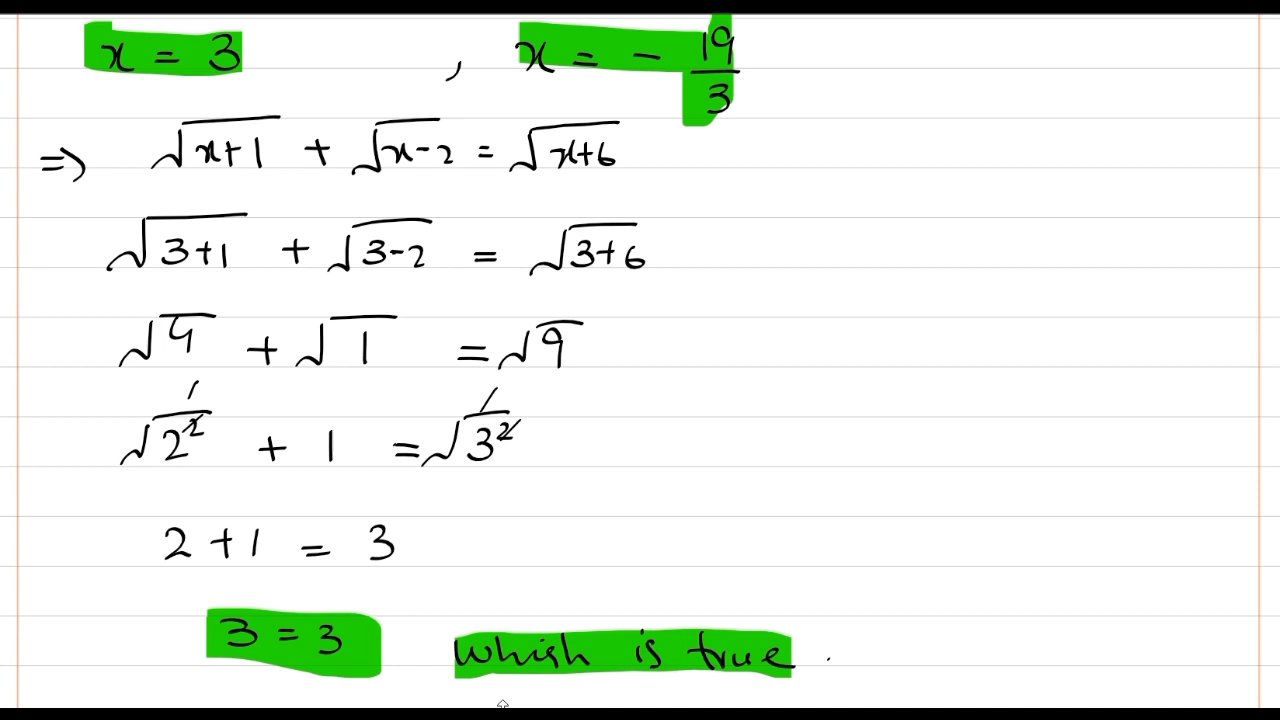 x = 3 , x = - 19/3
=> √(x+1) + √(x-2) = √(x+6)
√(3+1) + √(3-2) = √(3+6)
√4 + √1 = √9
√(2²) + 1 = √(3²)
2 + 1 = 3
3 = 3 which is true .